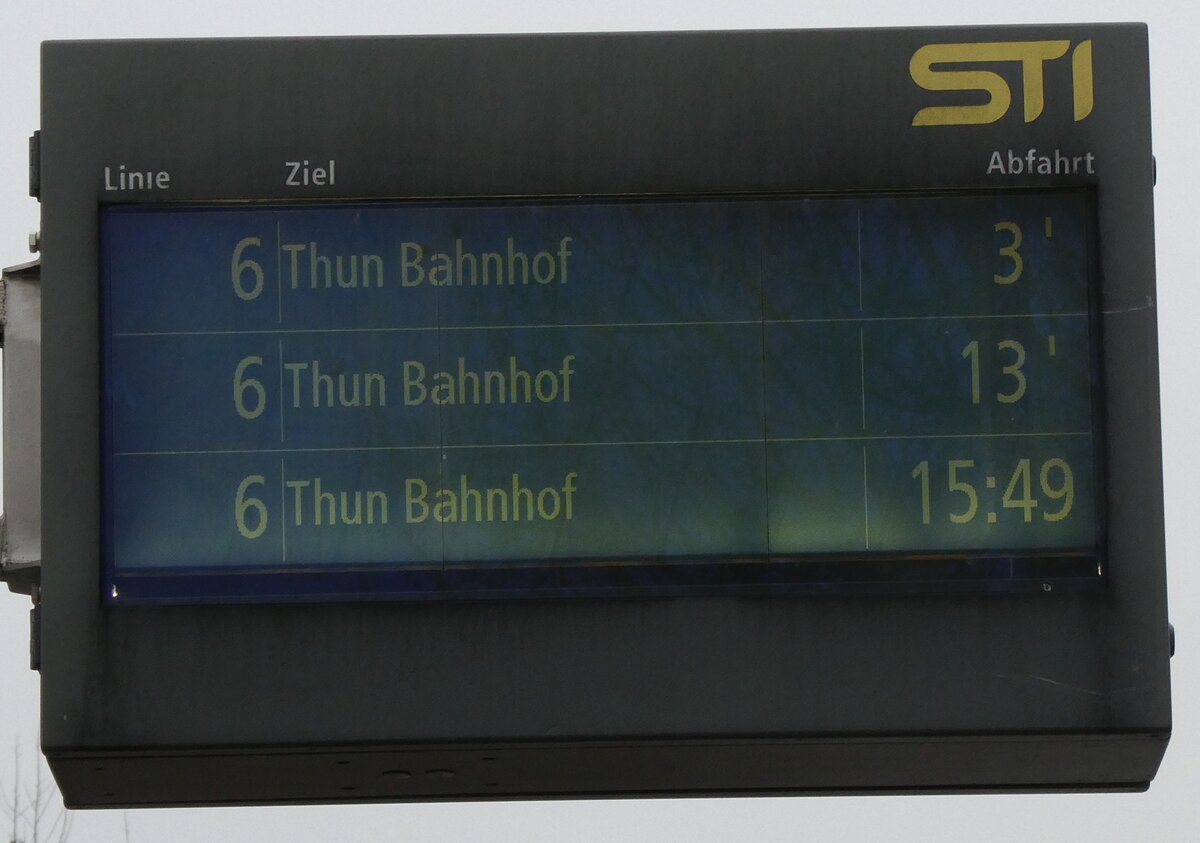 STI
Linie Ziel Abfahrt
6 Thun Bahnhof 3'
6 Thun Bahnhof 13'
6 Thun Bahnhof 15:49